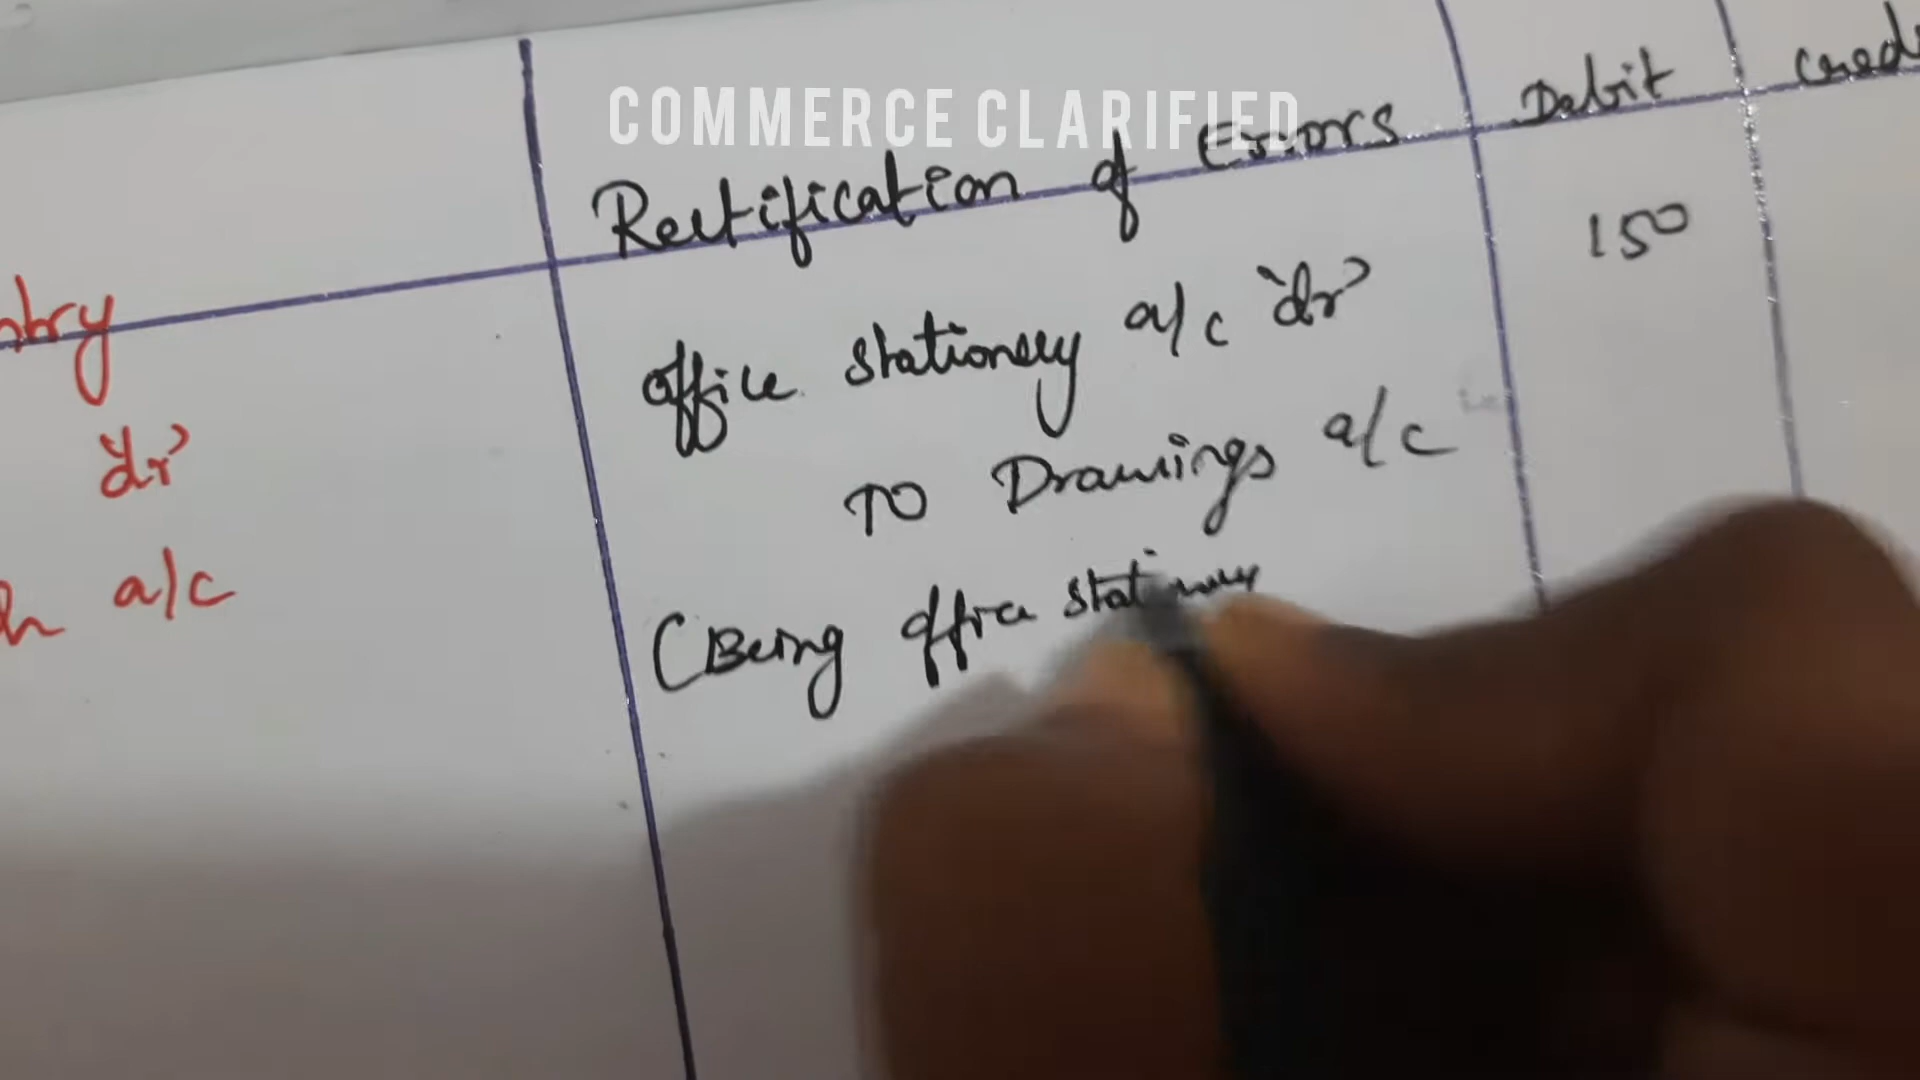 COMMERCE CLARIFIED
Rectification of Errors
Debit
150
office stationery a/c dr
TO Drawings a/c
(Being office stationery
dr
a/c